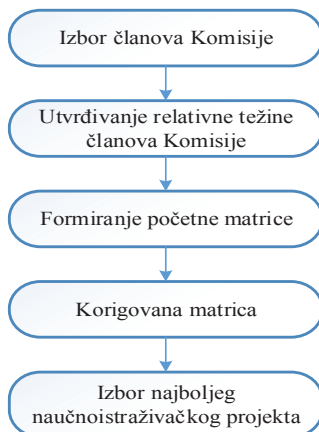 Izbor članova Komisije
Utvrđivanje relativne težine
članova Komisije
Formiranje početne matrice
Korigovana matrica
Izbor najboljeg
naučnoistraživačkog projekta